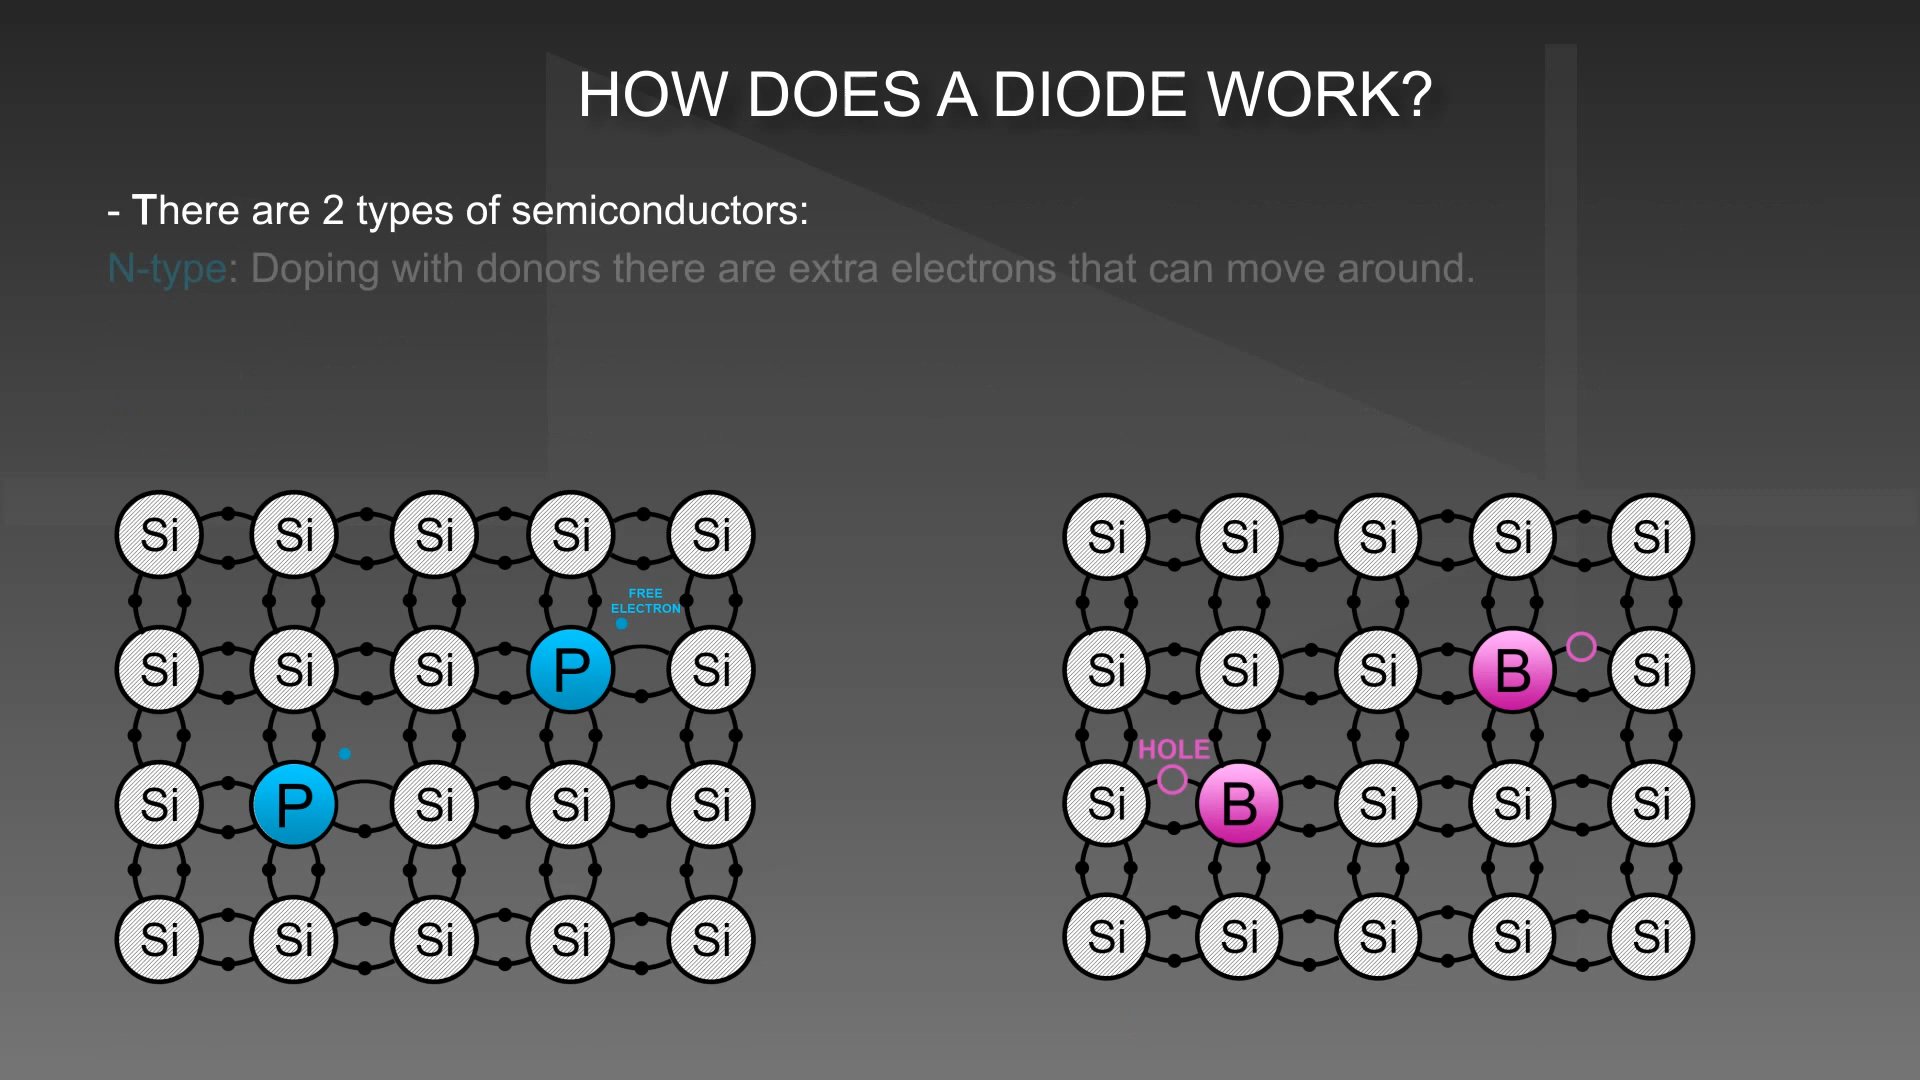 HOW DOES A DIODE WORK?
- There are 2 types of semiconductors:
N-type: Doping with donors there are extra electrons that can move around.
Si Si Si Si Si
FREE
ELECTRON
Si Si Si P Si
Si P Si Si Si
Si Si Si Si Si
Si Si Si Si Si
Si Si Si B Si
HOLE
Si B Si Si Si
Si Si Si Si Si